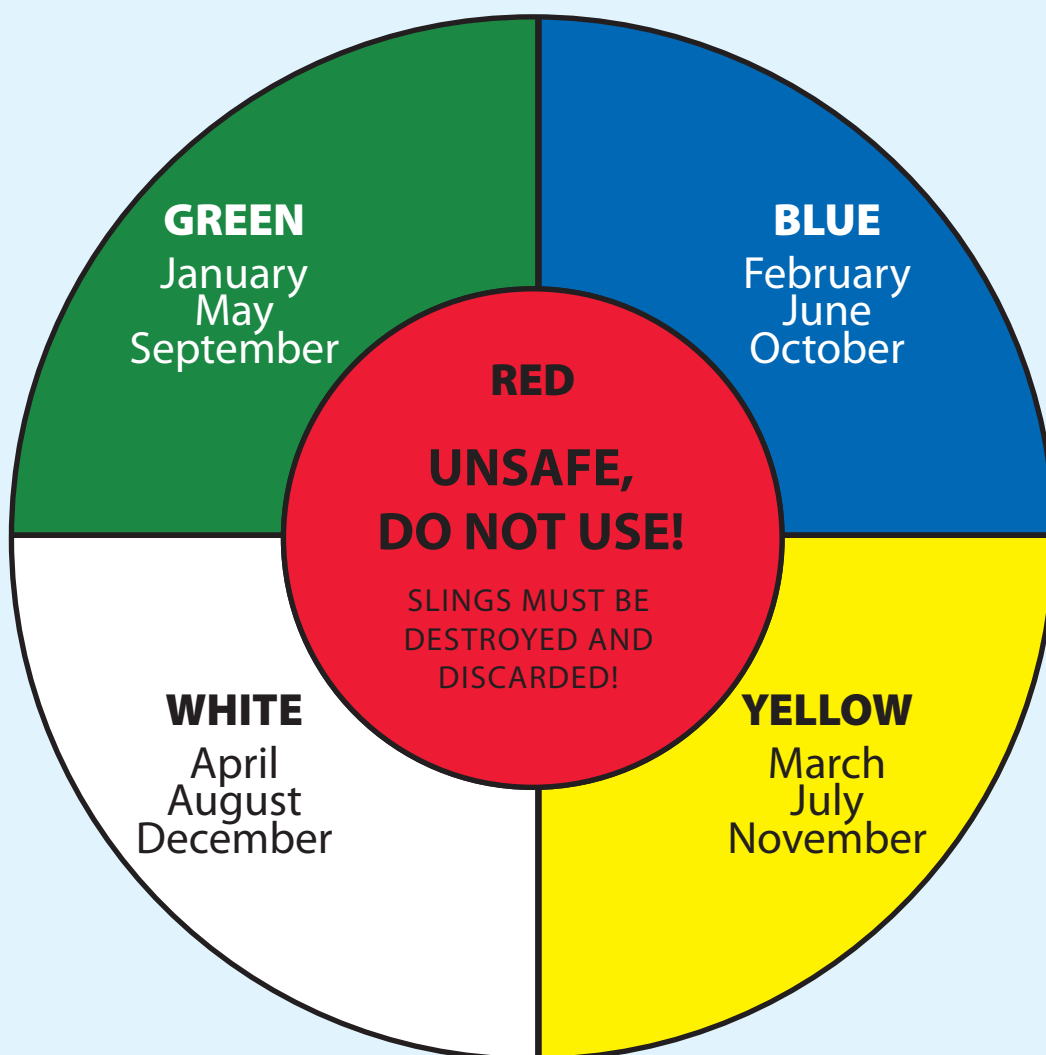 GREEN
January
May
September
BLUE
February
June
October
RED
UNSAFE,
DO NOT USE!
SLINGS MUST BE
DESTROYED AND
DISCARDED!
WHITE
April
August
December
YELLOW
March
July
November